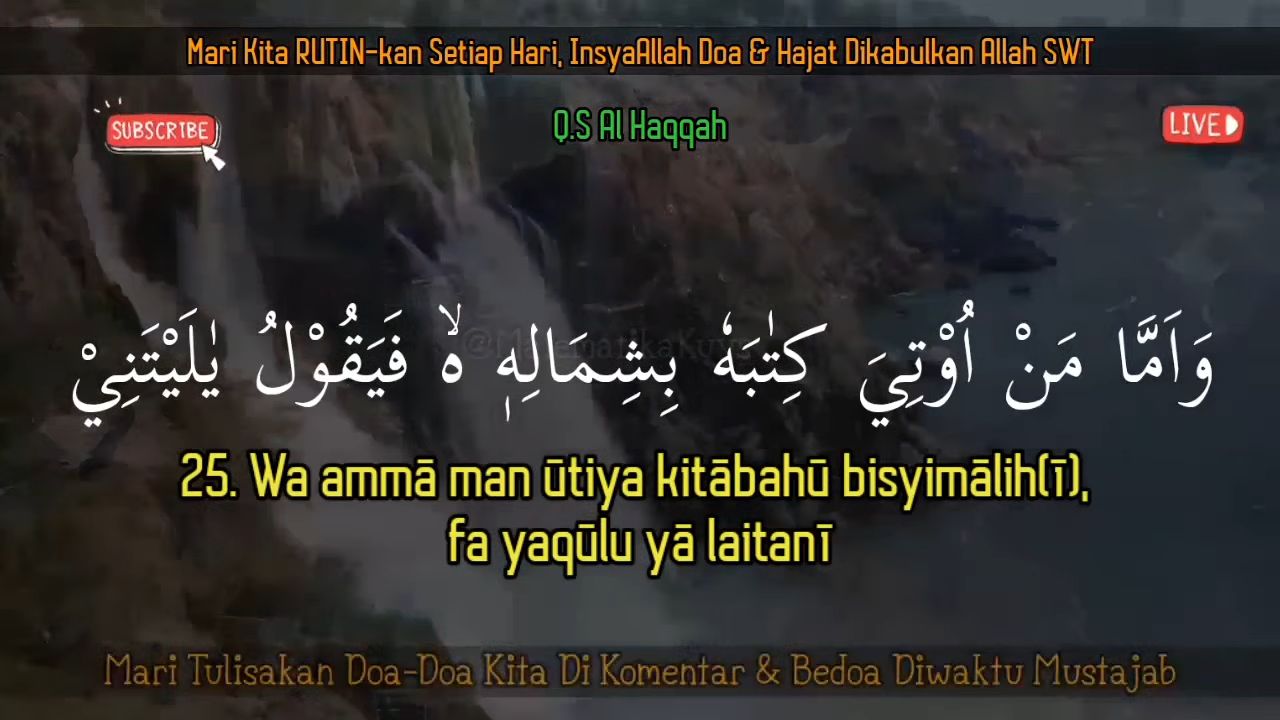 Mari Kita RUTIN-kan Setiap Hari, InsyaAllah Doa & Hajat Dikabulkan Allah SWT
SUBSCRIBE
Q.S Al Haqqah
LIVE
وَاَمَّا مَنْ اُوْتِيَ كِتٰبَهٗ بِشِمَالِهٖ ەۙ فَيَقُوْلُ يٰلَيْتَنِيْ
25. Wa ammā man ūtiya kitābahū bisyimālih(ī),
fa yaqūlu yā laitanī
Mari Tulisakan Doa-Doa Kita Di Komentar & Bedoa Diwaktu Mustajab